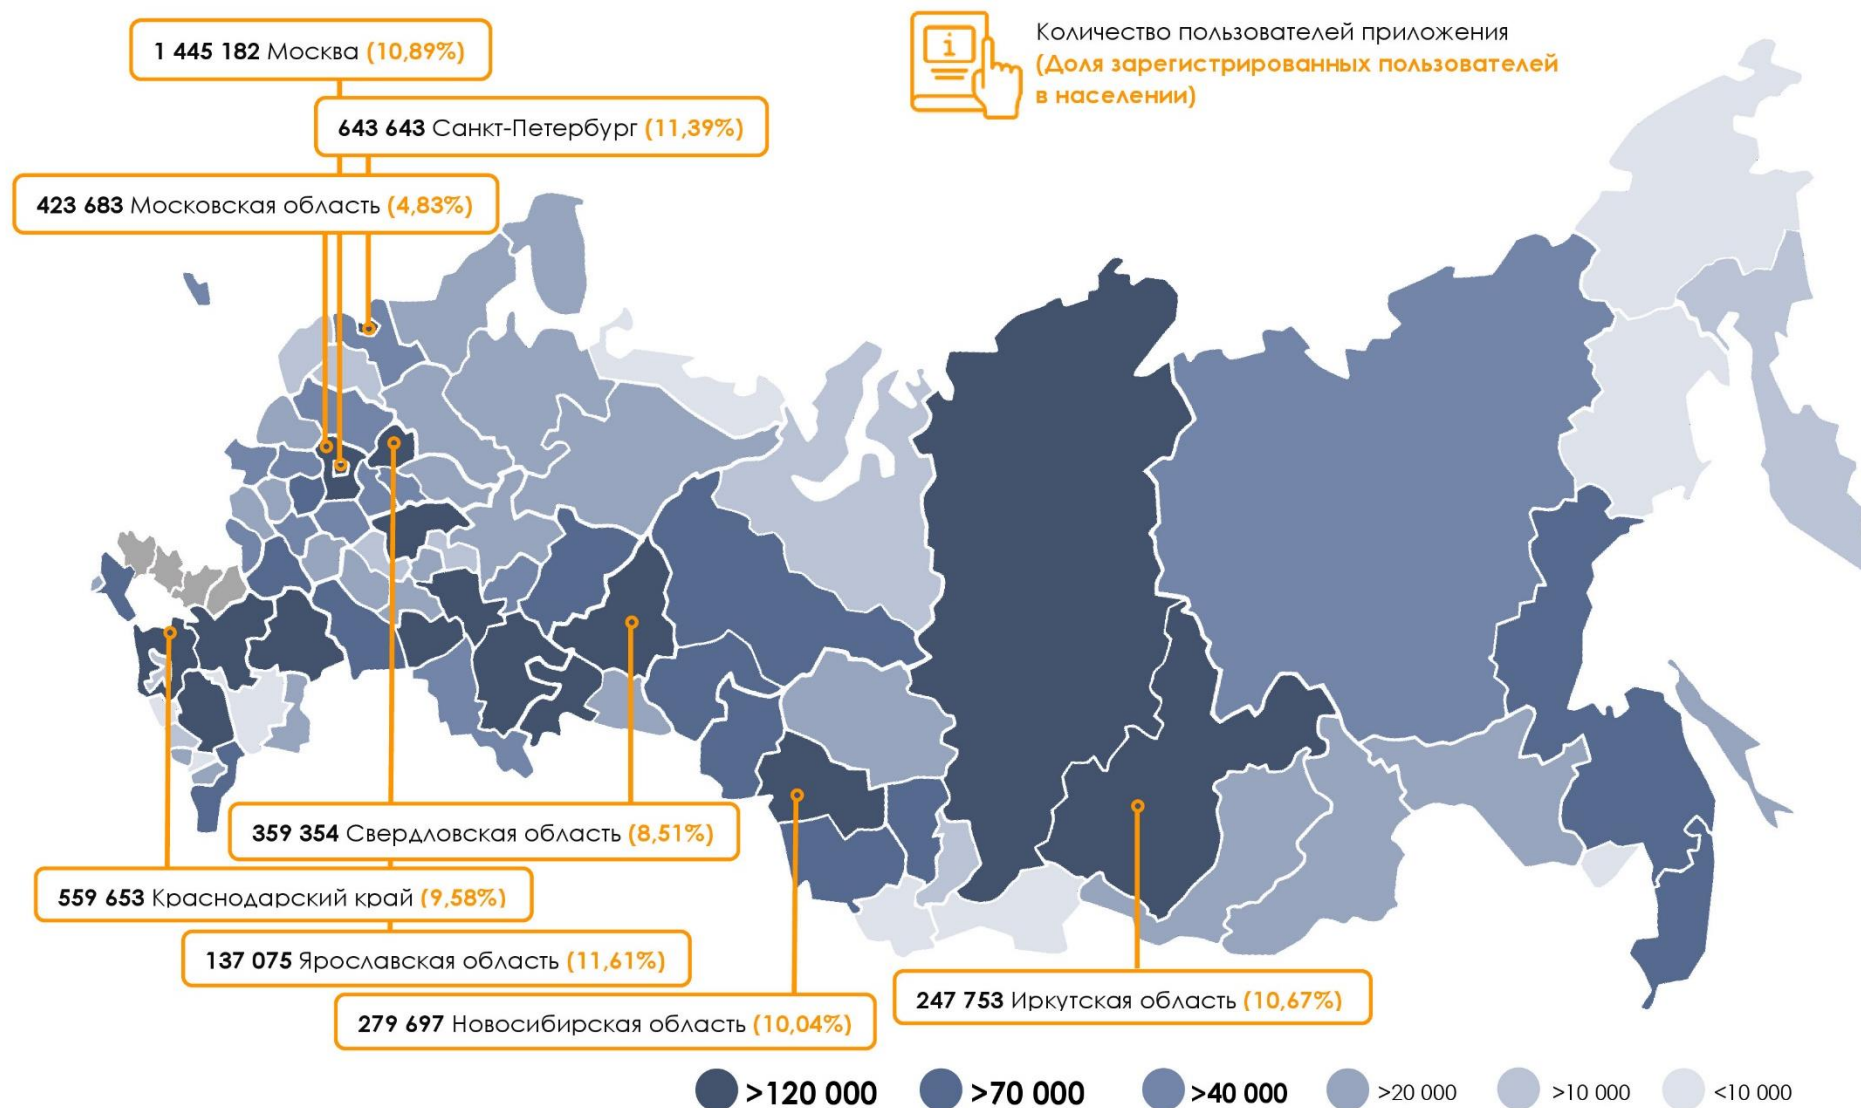 1 445 182 Москва (10,89%)
Количество пользователей приложения
(Доля зарегистрированных пользователей
в населении)
643 643 Санкт-Петербург (11,39%)
423 683 Московская область (4,83%)
359 354 Свердловская область (8,51%)
559 653 Краснодарский край (9,58%)
137 075 Ярославская область (11,61%)
279 697 Новосибирская область (10,04%)
247 753 Иркутская область (10,67%)
>120 000 >70 000 >40 000 >20 000 >10 000 <10 000